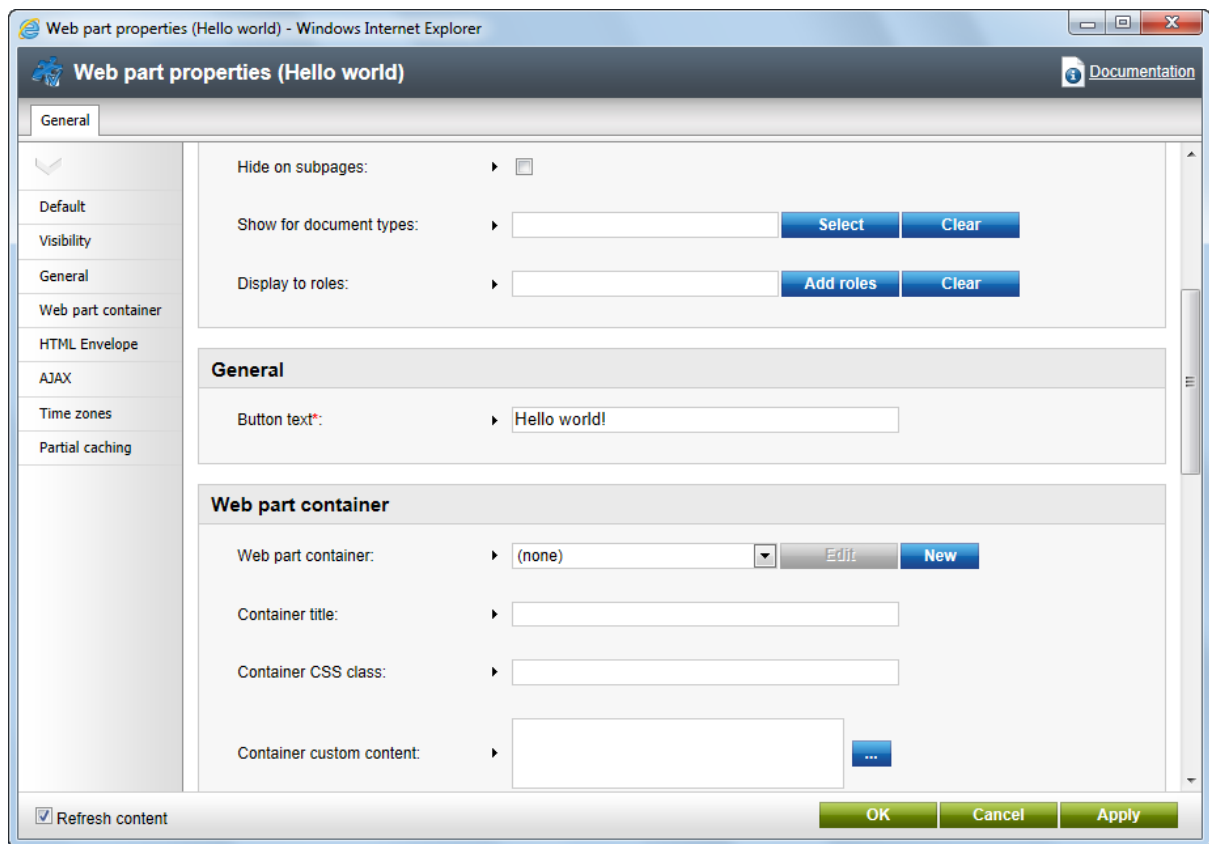 Web part properties (Hello world) - Windows Internet Explorer
Web part properties (Hello world)
Documentation
General
Default
Visibility
General
Web part container
HTML Envelope
AJAX
Time zones
Partial caching
Hide on subpages:
Show for document types: Select Clear
Display to roles: Add roles Clear
General
Button text*: Hello world!
Web part container
Web part container: (none) Edit New
Container title:
Container CSS class:
Container custom content: ...
Refresh content
OK Cancel Apply